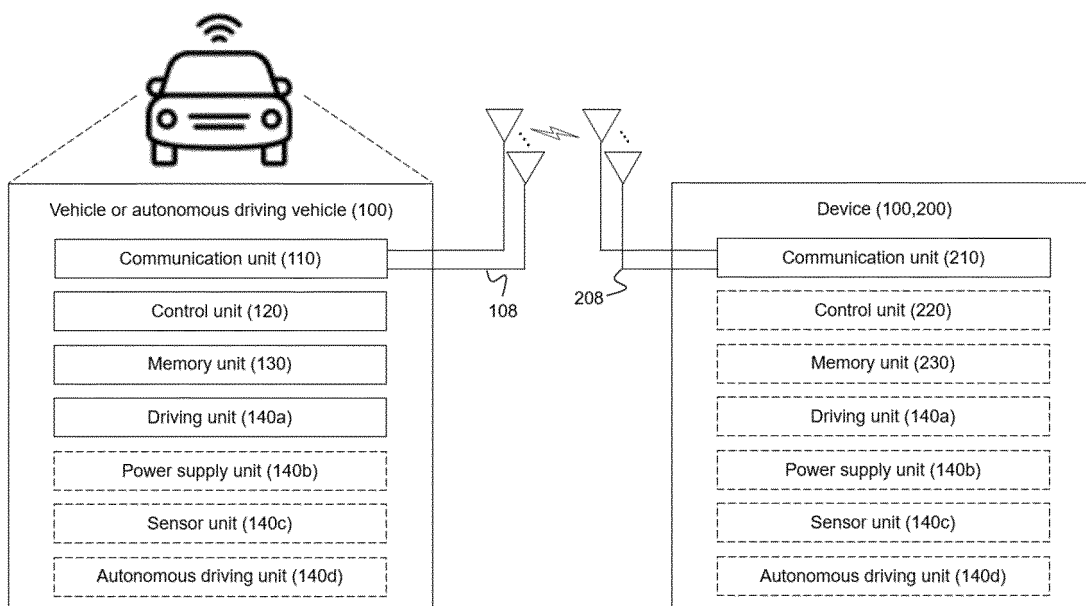 Vehicle or autonomous driving vehicle (100)
Communication unit (110)
Control unit (120)
Memory unit (130)
Driving unit (140a)
Power supply unit (140b)
Sensor unit (140c)
Autonomous driving unit (140d)
108
208
Device (100,200)
Communication unit (210)
Control unit (220)
Memory unit (230)
Driving unit (140a)
Power supply unit (140b)
Sensor unit (140c)
Autonomous driving unit (140d)